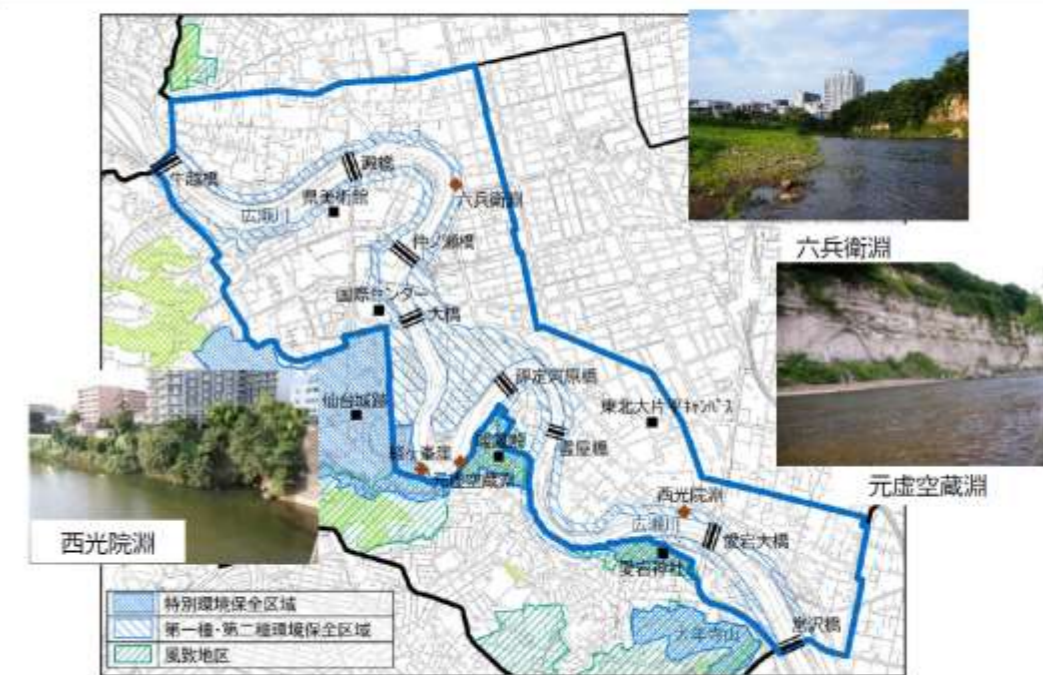 牛越橋
澱橋
六兵衛淵
広瀬川
県美術館
仲ノ瀬橋
国際センター
大橋
評定河原橋
仙台城跡
東北大片平キャンパス
霊屋橋
元虚空蔵淵
西光院淵
広瀬川
愛宕大橋
愛宕神社
大年寺山
六兵衛淵
元虚空蔵淵
西光院淵
特別環境保全区域
第一種・第二種環境保全区域
風致地区